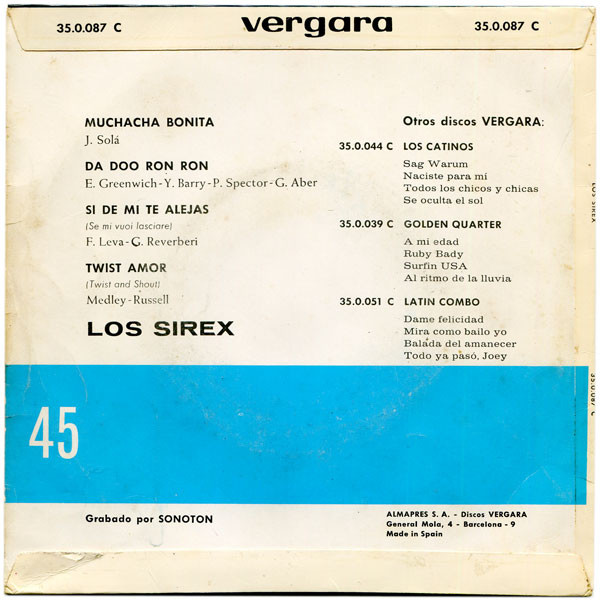 35.0.087 C
vergara
35.0.087 C
MUCHACHA BONITA
J. Solá
DA DOO RON RON
E. Greenwich-Y. Barry-P. Spector-G. Aber
SI DE MI TE ALEJAS
(Se mi vuoi lasciare)
F. Leva-G. Reverberi
TWIST AMOR
(Twist and Shout)
Medley-Russell
LOS SIREX
Otros discos VERGARA:
35.0.044 C LOS CATINOS
Sag Warum
Naciste para mí
Todos los chicos y chicas
Se oculta el sol
35.0.039 C GOLDEN QUARTER
A mi edad
Ruby Bady
Surfin USA
Al ritmo de la lluvia
35.0.051 C LATIN COMBO
Dame felicidad
Mira como bailo yo
Balada del amanecer
Todo ya pasó, Joey
LOS SIREX
35.0.087 C
45
Grabado por SONOTON
ALMAPRES S. A. - Discos VERGARA
General Mola, 4 - Barcelona - 9
Made in Spain